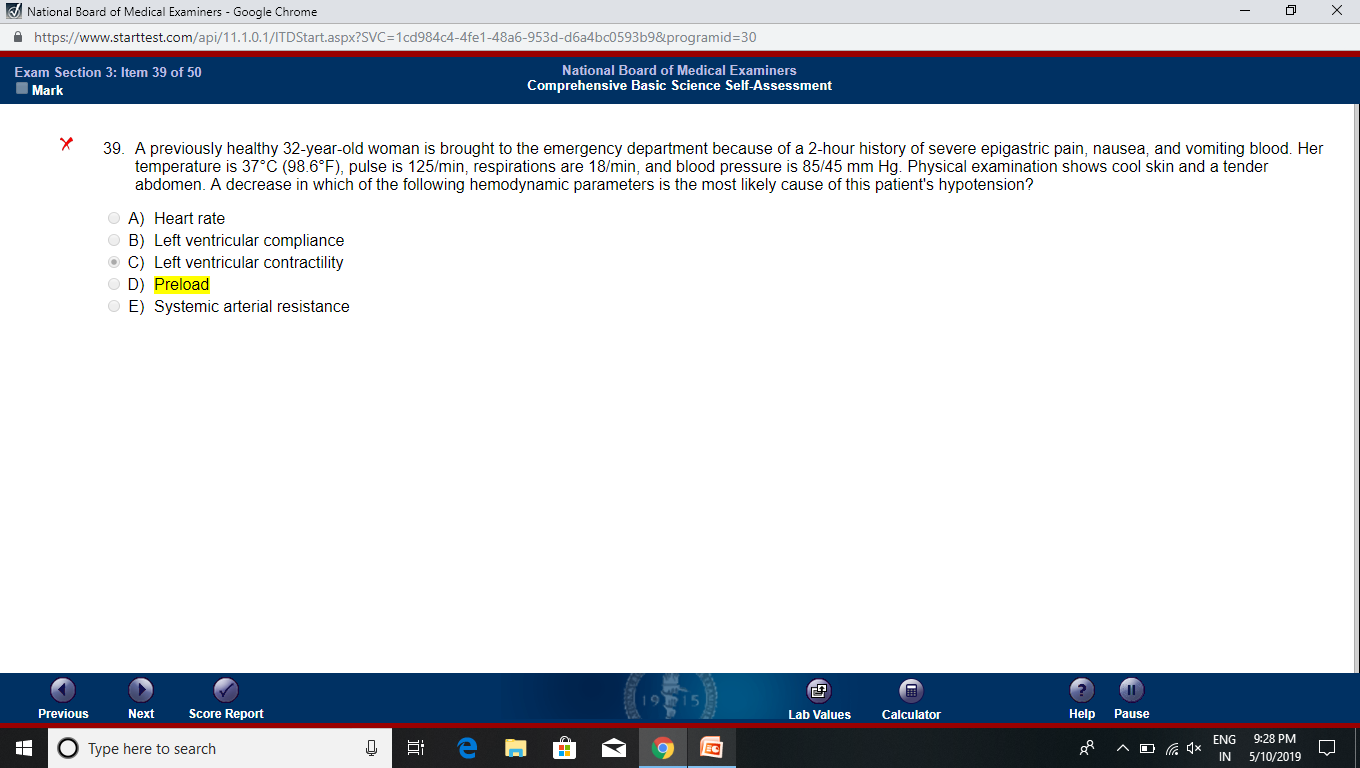 National Board of Medical Examiners - Google Chrome
https://www.starttest.com/api/11.1.0.1/ITDStart.aspx?SVC=1cd984c4-4fe1-48a6-953d-d6a4bc0593b9&programid=30
Exam Section 3: Item 39 of 50
National Board of Medical Examiners
Mark
Comprehensive Basic Science Self-Assessment
39. A previously healthy 32-year-old woman is brought to the emergency department because of a 2-hour history of severe epigastric pain, nausea, and vomiting blood. Her
temperature is 37°C (98.6°F), pulse is 125/min, respirations are 18/min, and blood pressure is 85/45 mm Hg. Physical examination shows cool skin and a tender
abdomen. A decrease in which of the following hemodynamic parameters is the most likely cause of this patient's hypotension?
A) Heart rate
B) Left ventricular compliance
C) Left ventricular contractility
D) Preload
E) Systemic arterial resistance
19 15
Previous
Next
Score Report
Lab Values
Calculator
Help
Pause
Type here to search
ENG
IN
9:28 PM
5/10/2019